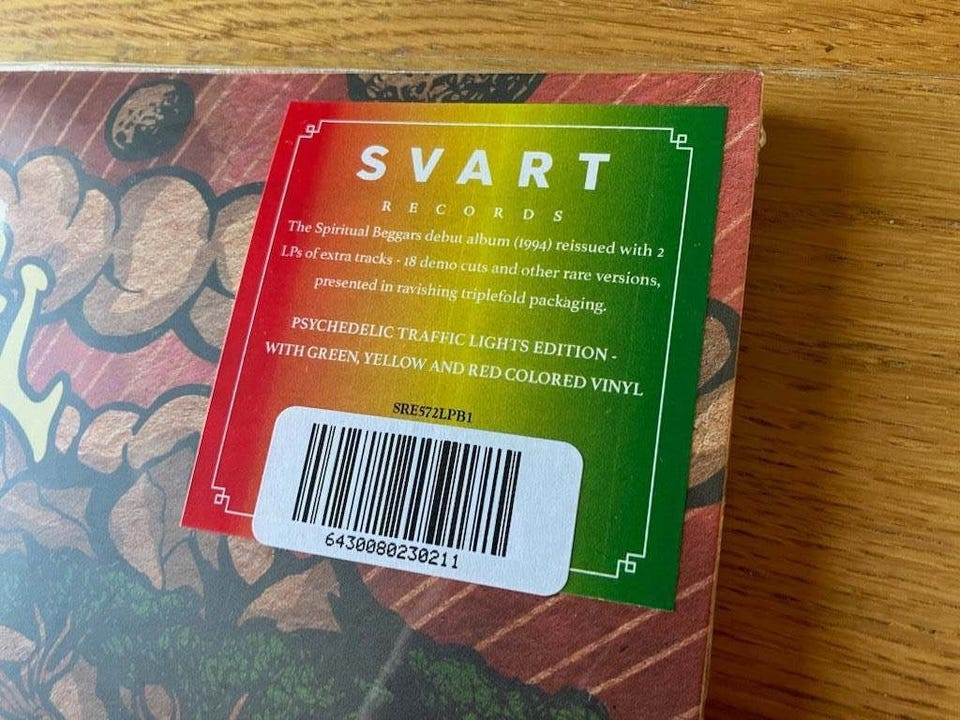 SVART
RECORDS
The Spiritual Beggars debut album (1994) reissued with 2
LPs of extra tracks - 18 demo cuts and other rare versions,
presented in ravishing triplefold packaging.
PSYCHEDELIC TRAFFIC LIGHTS EDITION -
WITH GREEN, YELLOW AND RED COLORED VINYL
SRE572LPB1
6430080230211